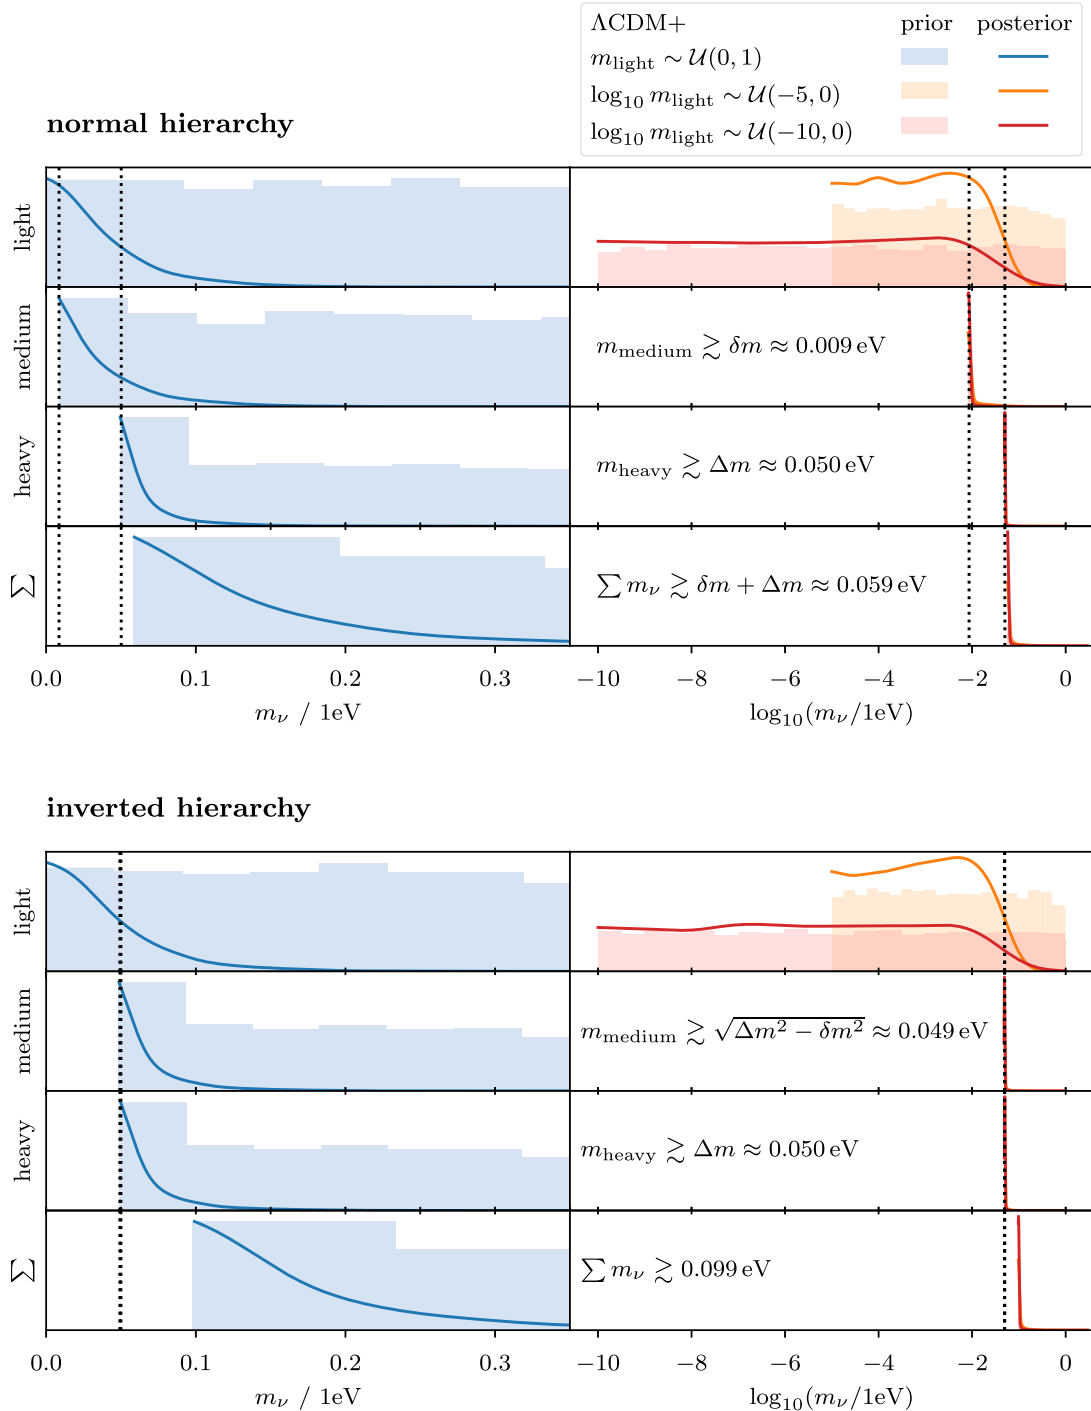 ΛCDM+ prior posterior
m_light ∼ 𝒰(0, 1)
log₁₀ m_light ∼ 𝒰(−5, 0)
log₁₀ m_light ∼ 𝒰(−10, 0)
normal hierarchy
light
medium
m_medium ≳ δm ≈ 0.009 eV
heavy
m_heavy ≳ Δm ≈ 0.050 eV
∑
∑ m_ν ≳ δm + Δm ≈ 0.059 eV
0.0 0.1 0.2 0.3 −10 −8 −6 −4 −2 0
m_ν / 1eV log₁₀(m_ν/1eV)
inverted hierarchy
light
medium
m_medium ≳ √(Δm² − δm²) ≈ 0.049 eV
heavy
m_heavy ≳ Δm ≈ 0.050 eV
∑
∑ m_ν ≳ 0.099 eV
0.0 0.1 0.2 0.3 −10 −8 −6 −4 −2 0
m_ν / 1eV log₁₀(m_ν/1eV)